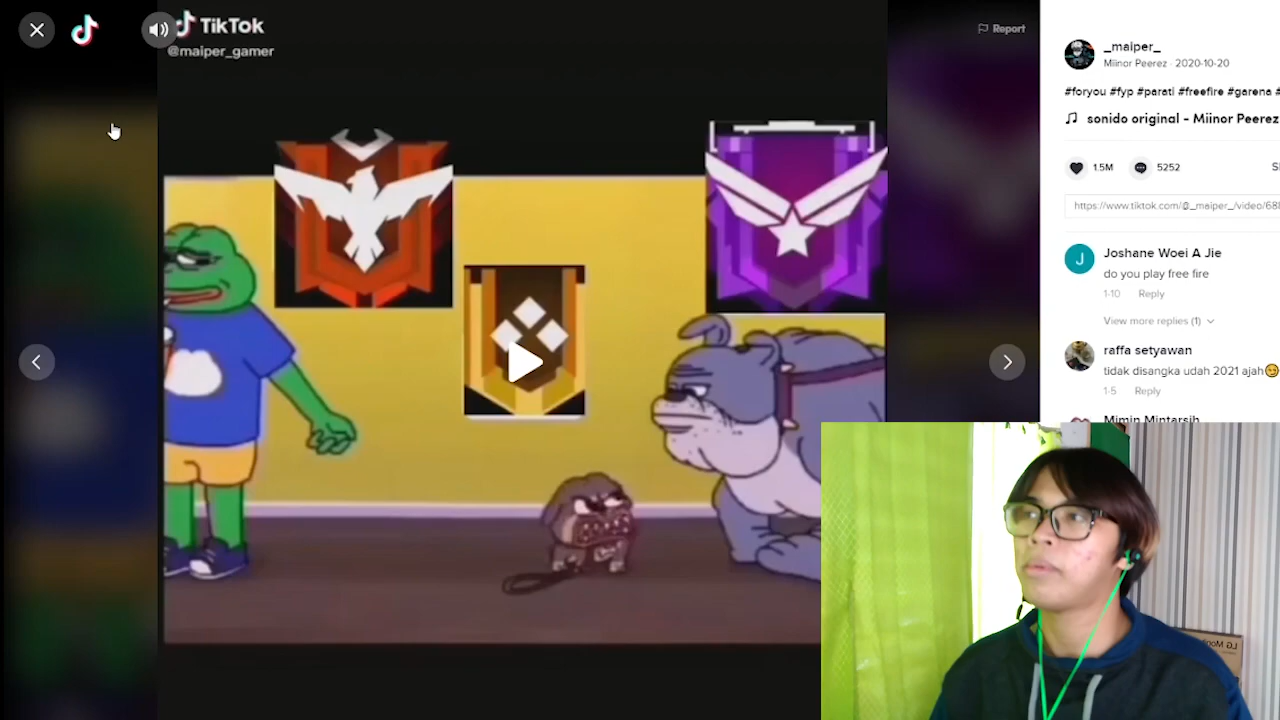 TikTok
@maiper_gamer
Report
_maiper_
Miinor Peerez · 2020-10-20
#foryou #fyp #parati #freefire #garena #
sonido original - Miinor Peerez
1.5M 5252
https://www.tiktok.com/@_maiper_/video/68
Joshane Woei A Jie
do you play free fire
1-10 Reply
View more replies (1)
raffa setyawan
tidak disangka udah 2021 ajah😏
1-5 Reply
Mimin Mintarsih